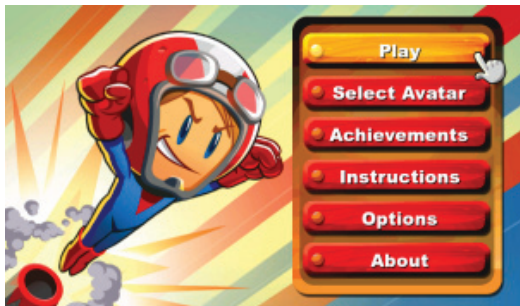 Play
Select Avatar
Achievements
Instructions
Options
About